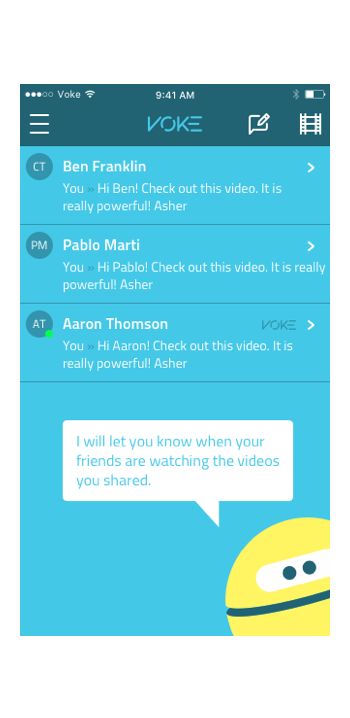 Voke
9:41 AM
VOKE
CT
Ben Franklin
You » Hi Ben! Check out this video. It is
really powerful! Asher
PM
Pablo Marti
You » Hi Pablo! Check out this video. It is really
powerful! Asher
AT
Aaron Thomson
VOKE
You » Hi Aaron! Check out this video. It is
really powerful! Asher
I will let you know when your
friends are watching the videos
you shared.